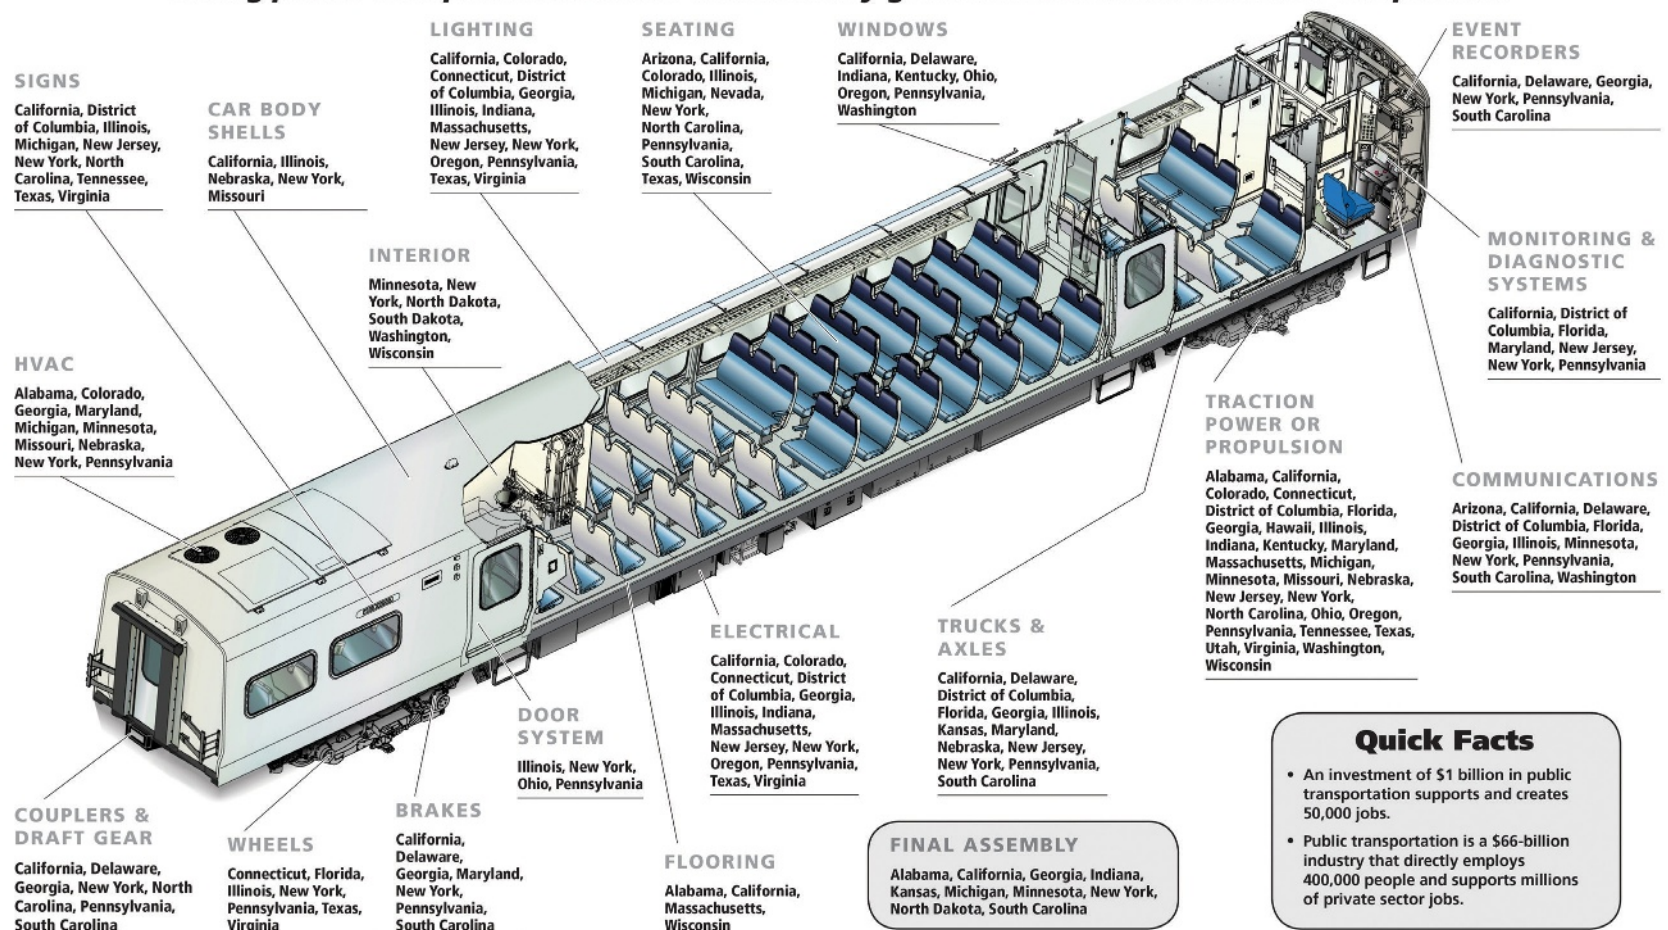 LIGHTING
California, Colorado,
Connecticut, District
of Columbia, Georgia,
Illinois, Indiana,
Massachusetts,
New Jersey, New York,
Oregon, Pennsylvania,
Texas, Virginia
SEATING
Arizona, California,
Colorado, Illinois,
Michigan, Nevada,
New York,
North Carolina,
Pennsylvania,
South Carolina,
Texas, Wisconsin
WINDOWS
California, Delaware,
Indiana, Kentucky, Ohio,
Oregon, Pennsylvania,
Washington
EVENT
RECORDERS
California, Delaware, Georgia,
New York, Pennsylvania,
South Carolina
SIGNS
California, District
of Columbia, Illinois,
Michigan, New Jersey,
New York, North
Carolina, Tennessee,
Texas, Virginia
CAR BODY
SHELLS
California, Illinois,
Nebraska, New York,
Missouri
INTERIOR
Minnesota, New
York, North Dakota,
South Dakota,
Washington,
Wisconsin
MONITORING &
DIAGNOSTIC
SYSTEMS
California, District of
Columbia, Florida,
Maryland, New Jersey,
New York, Pennsylvania
HVAC
Alabama, Colorado,
Georgia, Maryland,
Michigan, Minnesota,
Missouri, Nebraska,
New York, Pennsylvania
TRACTION
POWER OR
PROPULSION
Alabama, California,
Colorado, Connecticut,
District of Columbia, Florida,
Georgia, Hawaii, Illinois,
Indiana, Kentucky, Maryland,
Massachusetts, Michigan,
Minnesota, Missouri, Nebraska,
New Jersey, New York,
North Carolina, Ohio, Oregon,
Pennsylvania, Tennessee, Texas,
Utah, Virginia, Washington,
Wisconsin
COMMUNICATIONS
Arizona, California, Delaware,
District of Columbia, Florida,
Georgia, Illinois, Minnesota,
New York, Pennsylvania,
South Carolina, Washington
ELECTRICAL
California, Colorado,
Connecticut, District
of Columbia, Georgia,
Illinois, Indiana,
Massachusetts,
New Jersey, New York,
Oregon, Pennsylvania,
Texas, Virginia
TRUCKS &
AXLES
California, Delaware,
District of Columbia,
Florida, Georgia, Illinois,
Kansas, Maryland,
Nebraska, New Jersey,
New York, Pennsylvania,
South Carolina
DOOR
SYSTEM
Illinois, New York,
Ohio, Pennsylvania
COUPLERS &
DRAFT GEAR
California, Delaware,
Georgia, New York, North
Carolina, Pennsylvania,
South Carolina
WHEELS
Connecticut, Florida,
Illinois, New York,
Pennsylvania, Texas,
Virginia
BRAKES
California,
Delaware,
Georgia, Maryland,
New York,
Pennsylvania,
South Carolina
FLOORING
Alabama, California,
Massachusetts,
Wisconsin
FINAL ASSEMBLY
Alabama, California, Georgia, Indiana,
Kansas, Michigan, Minnesota, New York,
North Dakota, South Carolina
Quick Facts
• An investment of $1 billion in public
transportation supports and creates
50,000 jobs.
• Public transportation is a $66-billion
industry that directly employs
400,000 people and supports millions
of private sector jobs.